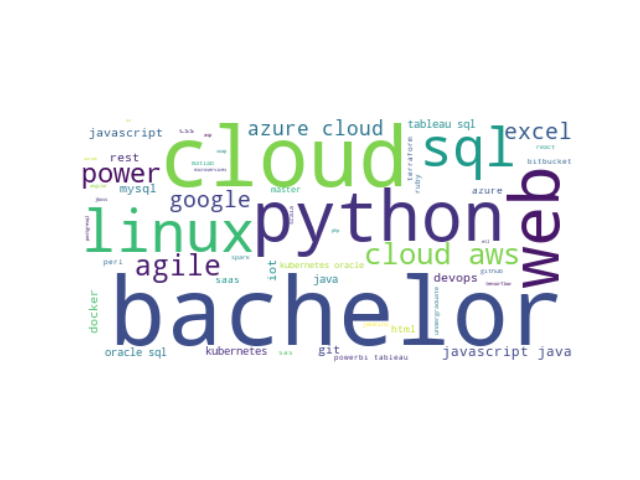 javascript
azure cloud
tableau sql
excel
cloud
sql
rest
power
python
web
mysql
google
master
azure
ruby
terraform
react
bitbucket
linux
cloud aws
agile
iot
kubernetes oracle
peri
spark
saas
java
devops
github
docker
bachelor
undergraduate
html
oracle sql
kubernetes
sas
git
powerbi tableau
javascript java